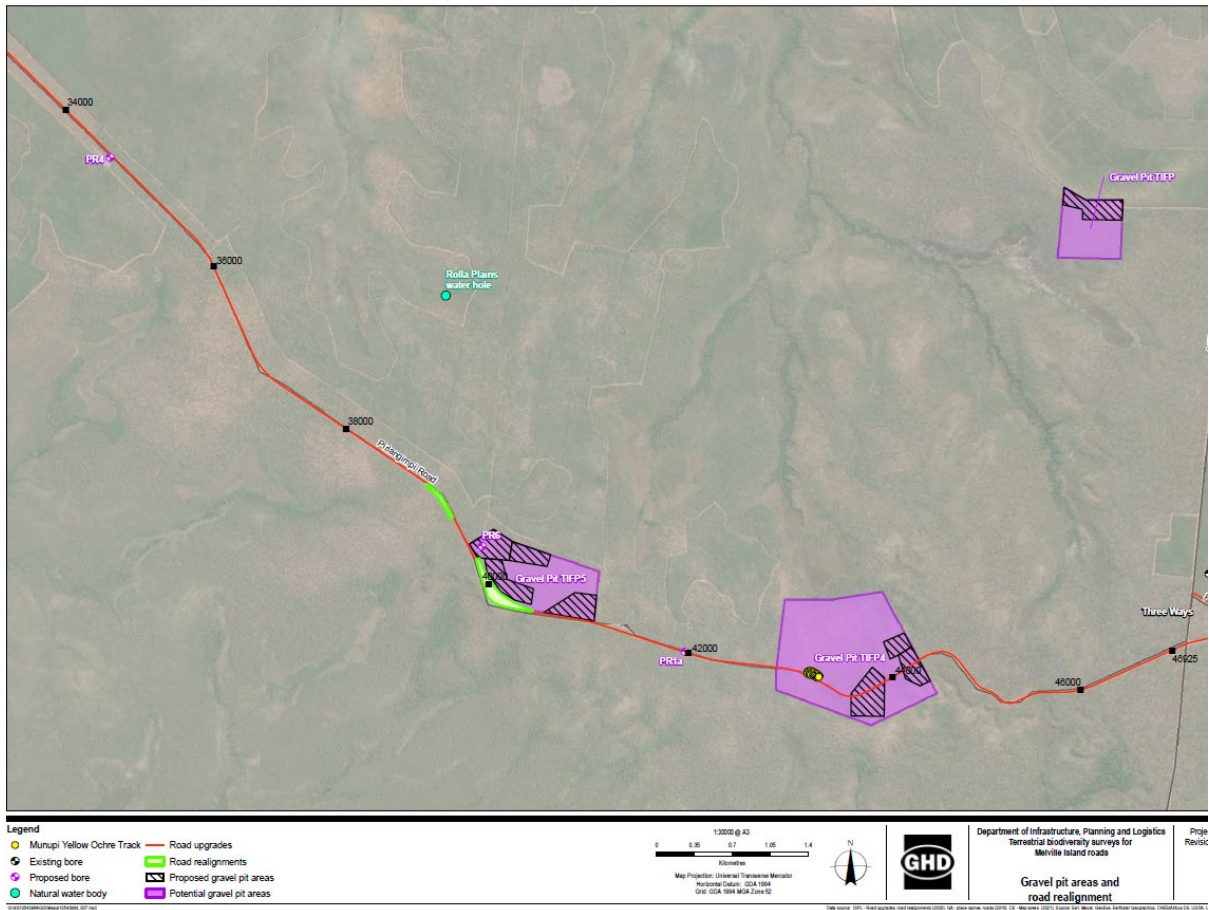 34000
PR4
Gravel Pit TIFP
36000
Rolla Plains
water hole
38000
Pirlangimpi Road
PR6
Gravel Pit TIFP5
40000
Three Ways
42000
PR1a
Gravel Pit TIFP4
44000
46925
46000
Legend
Munupi Yellow Ochre Track
Existing bore
Proposed bore
Natural water body
Road upgrades
Road realignments
Proposed gravel pit areas
Potential gravel pit areas
1:30000 @ A3
0 0.35 0.7 1.05 1.4
Kilometres
Map Projection: Universal Transverse Mercator
Horizontal Datum: GDA 1994
Grid: GDA 1994 MGA Zone 52
N
GHD
Department of Infrastructure, Planning and Logistics
Terrestrial biodiversity surveys for
Melville Island roads
Gravel pit areas and
road realignment
Proje
Revisio